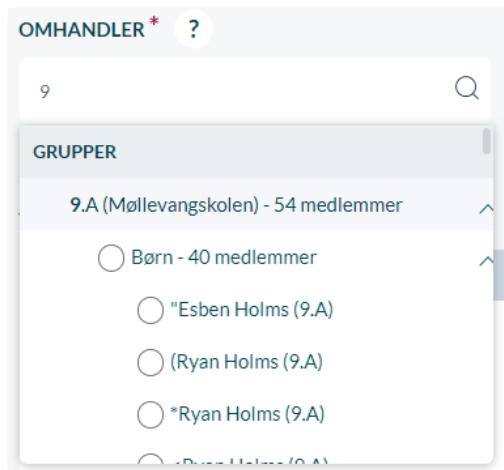 OMHANDLER* ?
9
GRUPPER
9.A (Møllevangskolen) - 54 medlemmer
Børn - 40 medlemmer
"Esben Holms (9.A)
(Ryan Holms (9.A)
*Ryan Holms (9.A)